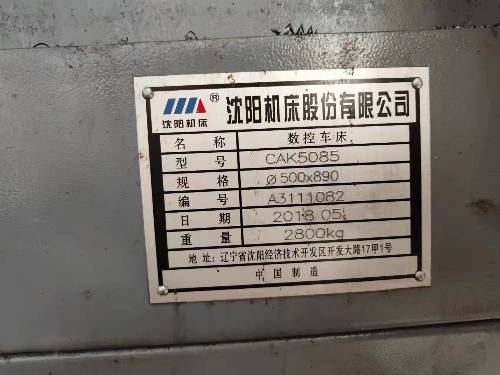 沈阳机床® 沈阳机床股份有限公司
名 称 数控车床
型 号 CAK5085
规 格 Ø500x890
编 号 A3111082
日 期 2018.05
重 量 2800kg
地 址：辽宁省沈阳经济技术开发区开发大路17甲1号
中 国 制 造